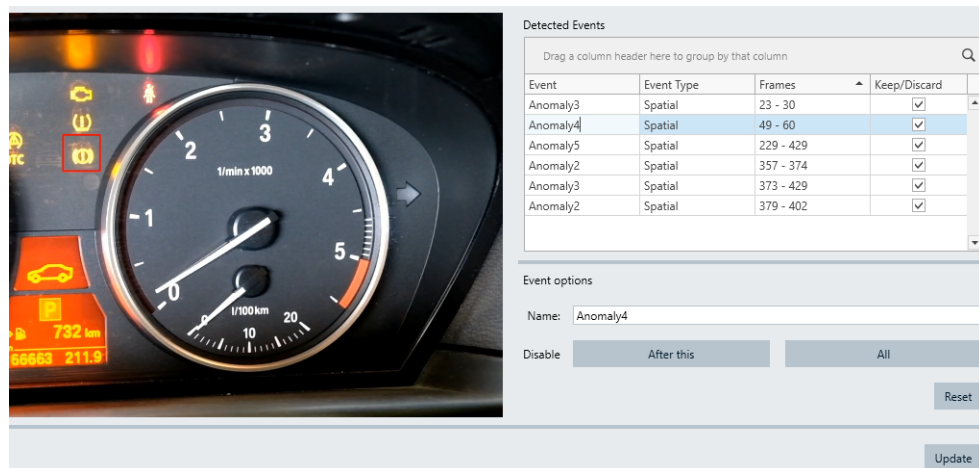 Detected Events
Drag a column header here to group by that column
Event Event Type Frames Keep/Discard
Anomaly3 Spatial 23 - 30
Anomaly4 Spatial 49 - 60
Anomaly5 Spatial 229 - 429
Anomaly2 Spatial 357 - 374
Anomaly3 Spatial 373 - 429
Anomaly2 Spatial 379 - 402
Event options
Name: Anomaly4
Disable After this All
Reset
Update
1/min x 1000
0 1 2 3 4 5
l/100km
0 10 20
P
732 km
66663 211.9